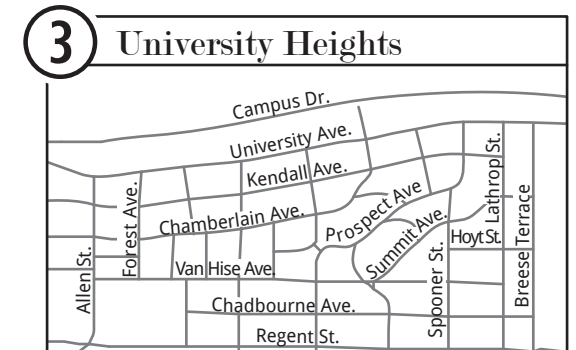 3
University Heights
Campus Dr.
University Ave.
Kendall Ave.
Chamberlain Ave.
Prospect Ave
Summit Ave.
Lathrop St.
Hoyt St.
Breese Terrace
Forest Ave.
Allen St.
Van Hise Ave.
Spooner St.
Chadbourne Ave.
Regent St.